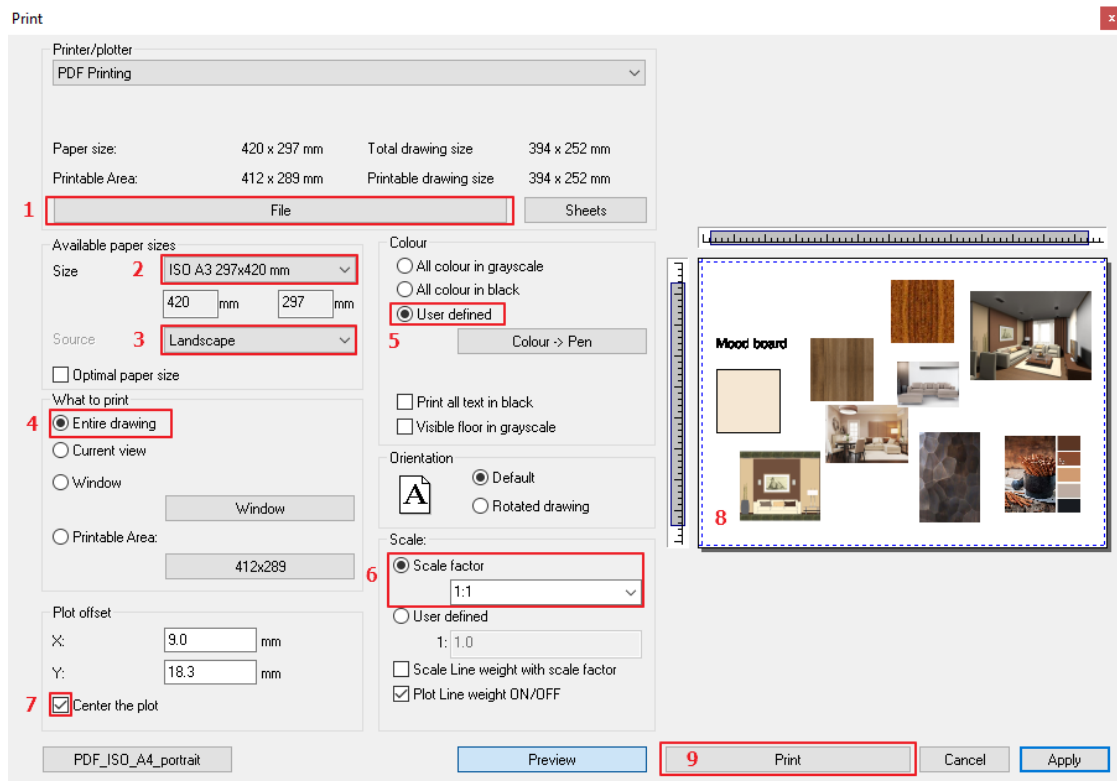 Print
x
Printer/plotter
PDF Printing
Paper size: 420 x 297 mm Total drawing size 394 x 252 mm
Printable Area: 412 x 289 mm Printable drawing size 394 x 252 mm
1 File Sheets
Available paper sizes
Size 2 ISO A3 297x420 mm
420 mm 297 mm
Source 3 Landscape
Optimal paper size
What to print
4 Entire drawing
Current view
Window
Window
Printable Area:
412x289
Plot offset
X: 9.0 mm
Y: 18.3 mm
7 Center the plot
Colour
All colour in grayscale
All colour in black
User defined
5 Colour -> Pen
Print all text in black
Visible floor in grayscale
Orientation
A
Default
Rotated drawing
Scale:
Scale factor
6 1:1
User defined
1: 1.0
Scale Line weight with scale factor
Plot Line weight ON/OFF
Mood board
8
PDF_ISO_A4_portrait Preview 9 Print Cancel Apply